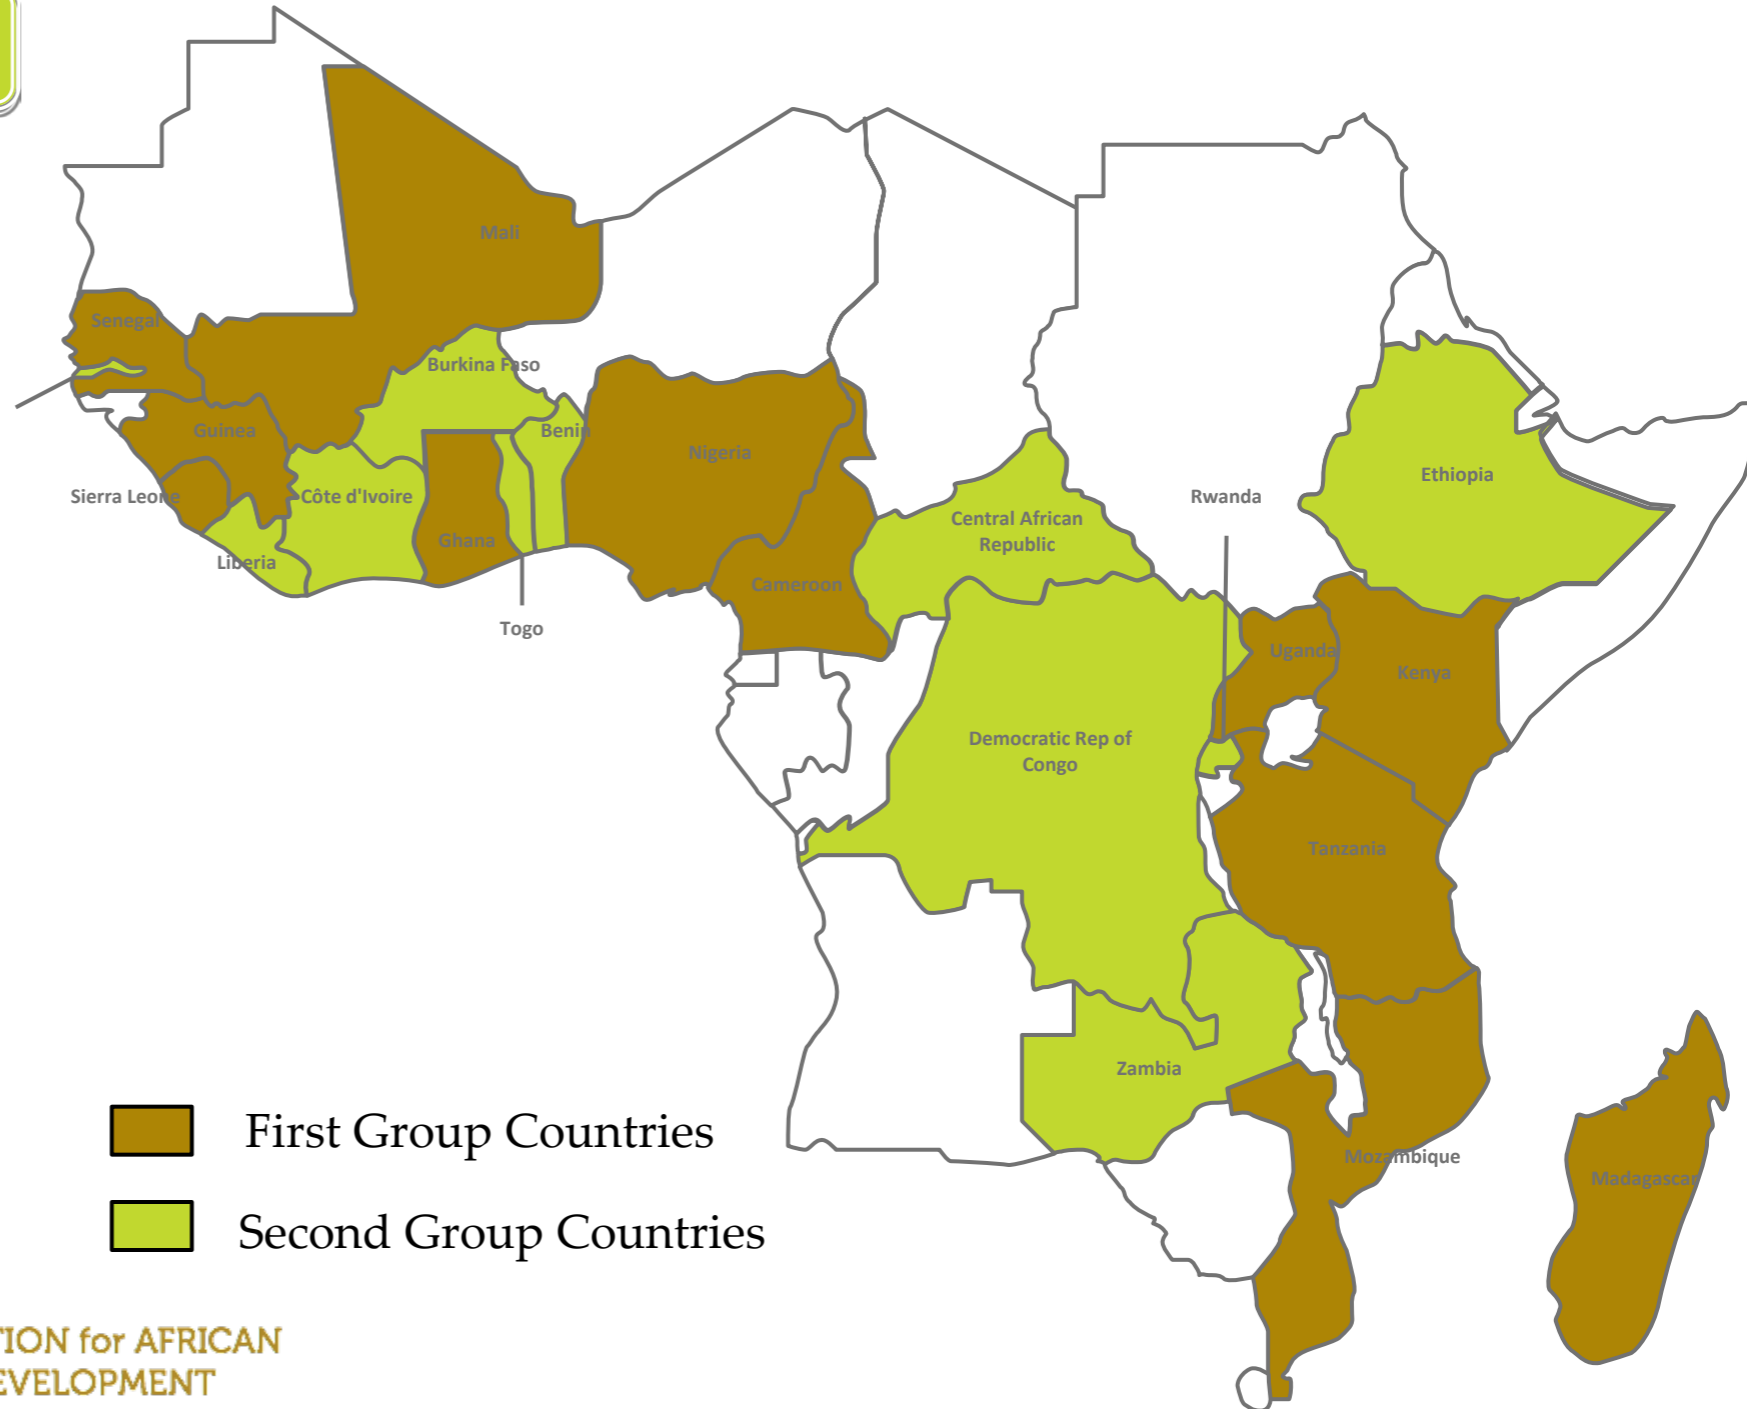 Mali
Senegal
Burkina Faso
Guinea
Benin
Nigeria
Sierra Leone
Côte d'Ivoire
Ghana
Liberia
Togo
Cameroon
Central African
Republic
Rwanda
Ethiopia
Uganda
Kenya
Democratic Rep of
Congo
Tanzania
Zambia
Mozambique
Madagascar
First Group Countries
Second Group Countries
TION for AFRICAN
EVELOPMENT